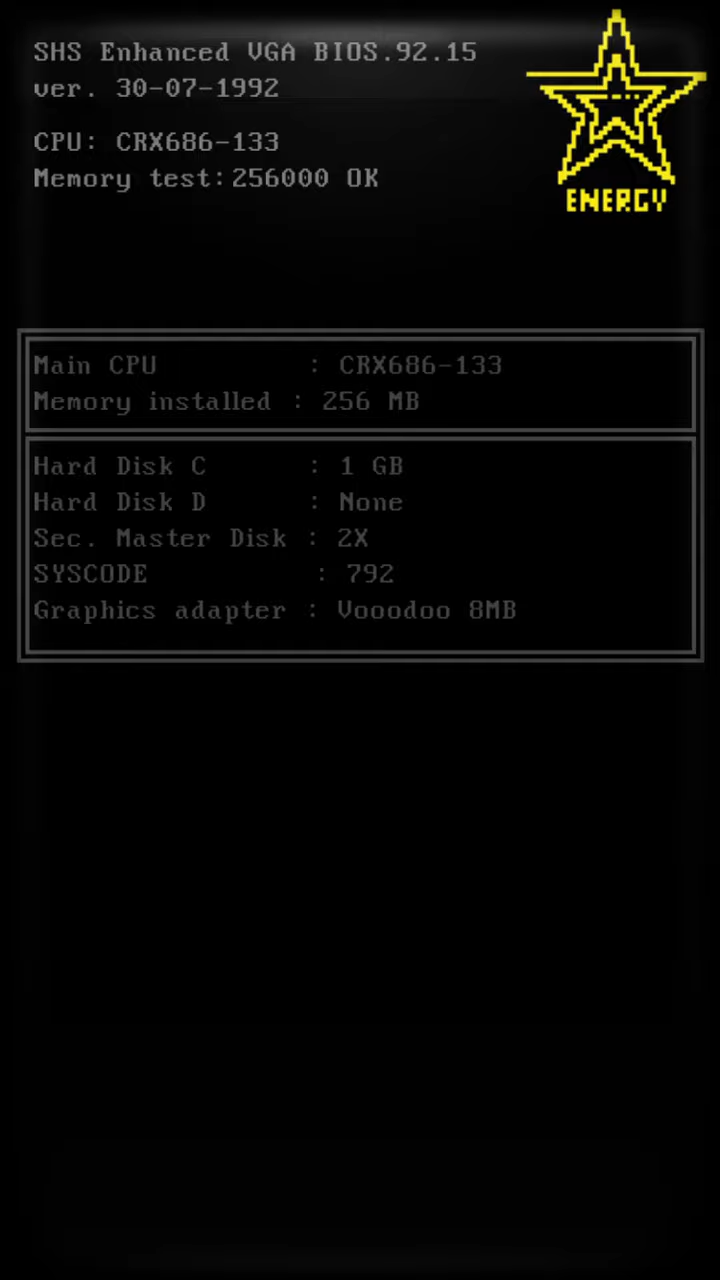 SHS Enhanced VGA BIOS.92.15
ver. 30-07-1992
CPU: CRX686-133
Memory test:256000 OK
ENERGY
Main CPU : CRX686-133
Memory installed : 256 MB
Hard Disk C : 1 GB
Hard Disk D : None
Sec. Master Disk : 2X
SYSCODE : 792
Graphics adapter : Vooodoo 8MB